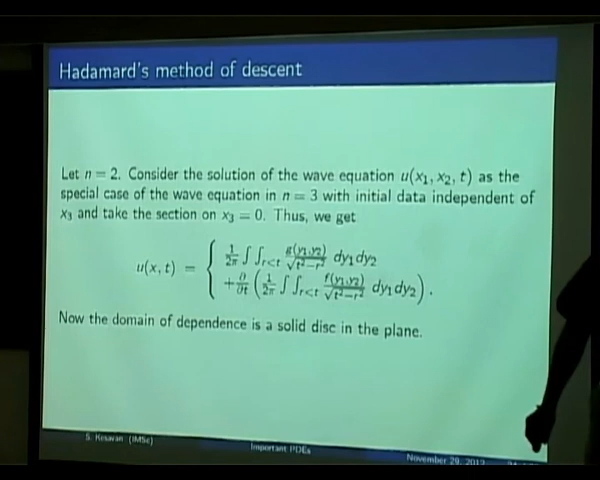 Hadamard's method of descent
Let n = 2. Consider the solution of the wave equation u(x₁, x₂, t) as the
special case of the wave equation in n = 3 with initial data independent of
x₃ and take the section on x₃ = 0. Thus, we get
u(x, t) = { 1/2π ∫∫_{r<t} g(y₁,y₂)/√(t²−r²) dy₁dy₂
+ ∂/∂t ( 1/2π ∫∫_{r<t} f(y₁,y₂)/√(t²−r²) dy₁dy₂ ) .
Now the domain of dependence is a solid disc in the plane.
S. Kesavan (IMSc) Important PDEs November 29,